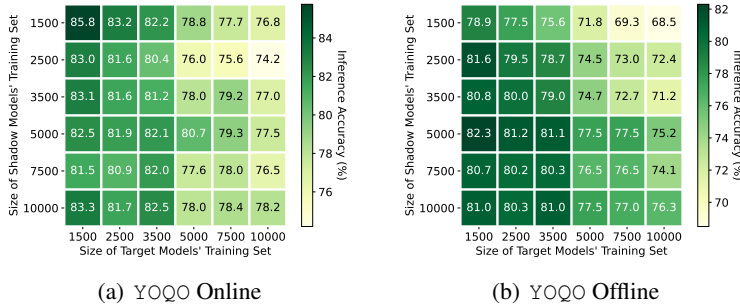 Size of Shadow Models' Training Set
1500 85.8 83.2 82.2 78.8 77.7 76.8
2500 83.0 81.6 80.4 76.0 75.6 74.2
3500 83.1 81.6 81.2 78.0 79.2 77.0
5000 82.5 81.9 82.1 80.7 79.3 77.5
7500 81.5 80.9 82.0 77.6 78.0 76.5
10000 83.3 81.7 82.5 78.0 78.4 78.2
1500 2500 3500 5000 7500 10000
Size of Target Models' Training Set
84
82
80
78
76
Inference Accuracy (%)
(a) YOQO Online
Size of Shadow Models' Training Set
1500 78.9 77.5 75.6 71.8 69.3 68.5
2500 81.6 79.5 78.7 74.5 73.0 72.4
3500 80.8 80.0 79.0 74.7 72.7 71.2
5000 82.3 81.2 81.1 77.5 77.5 75.2
7500 80.7 80.2 80.3 76.5 76.5 74.1
10000 81.0 80.3 81.0 77.5 77.0 76.3
1500 2500 3500 5000 7500 10000
Size of Target Models' Training Set
82
80
78
76
74
72
70
Inference Accuracy (%)
(b) YOQO Offline